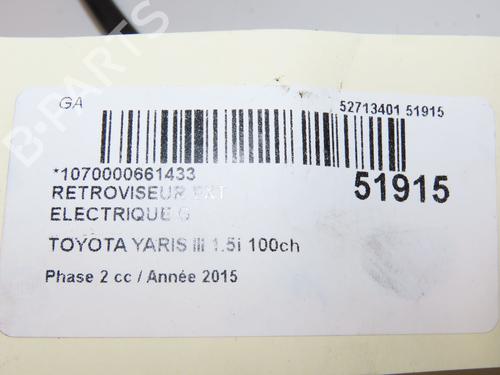 GA
52713401 51915
*1070000661433
RETROVISEUR EXT
51915
ELECTRIQUE G
TOYOTA YARIS III 1.5i 100ch
Phase 2 cc / Année 2015
B-PARTS